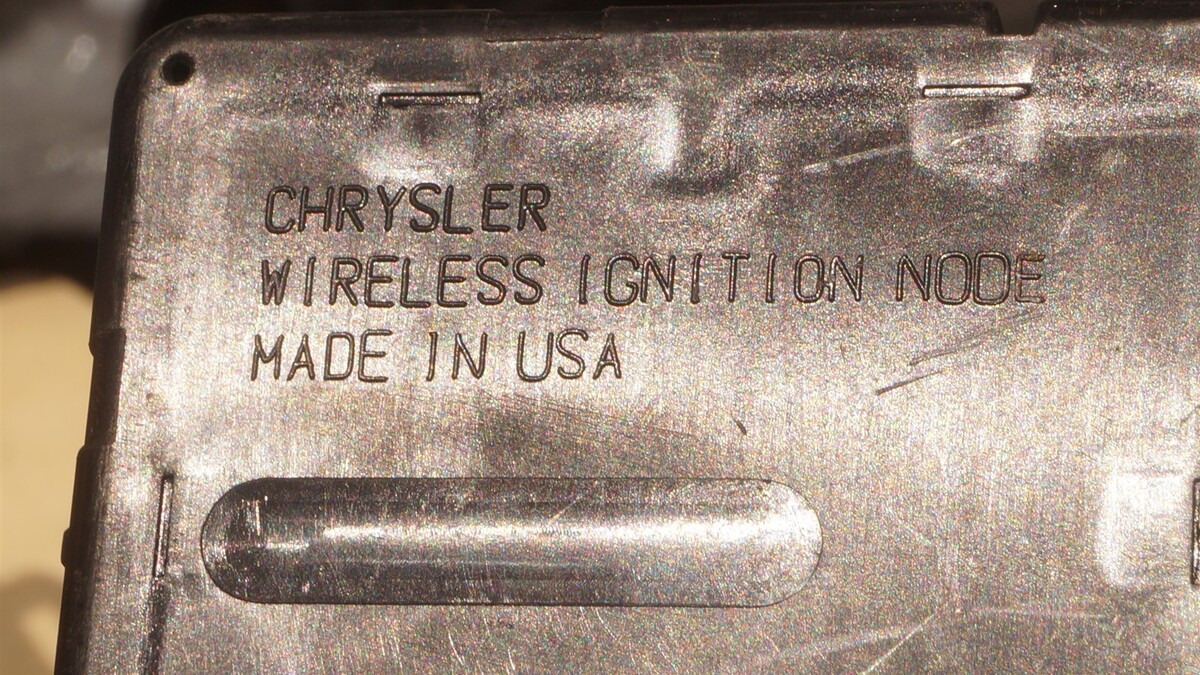 CHRYSLER
WIRELESS IGNITION NODE
MADE IN USA